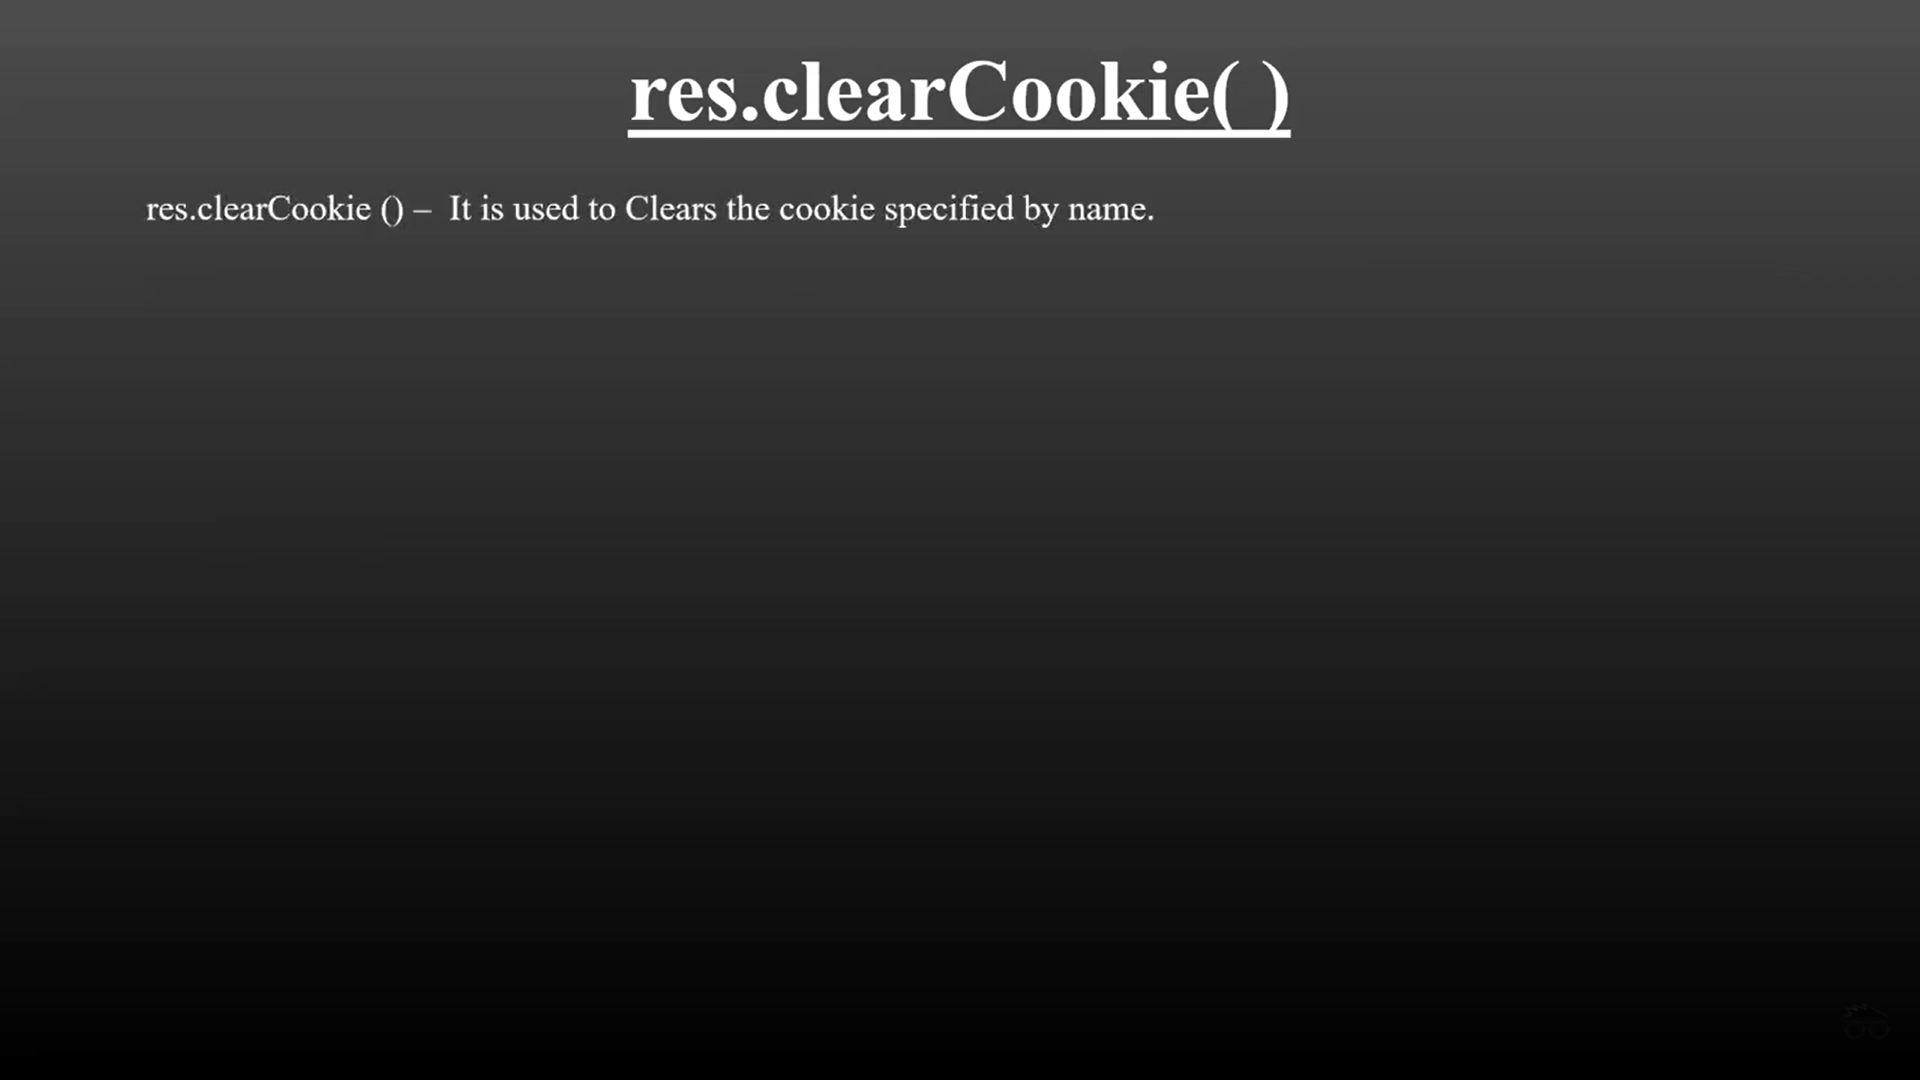 res.clearCookie( )
res.clearCookie () – It is used to Clears the cookie specified by name.